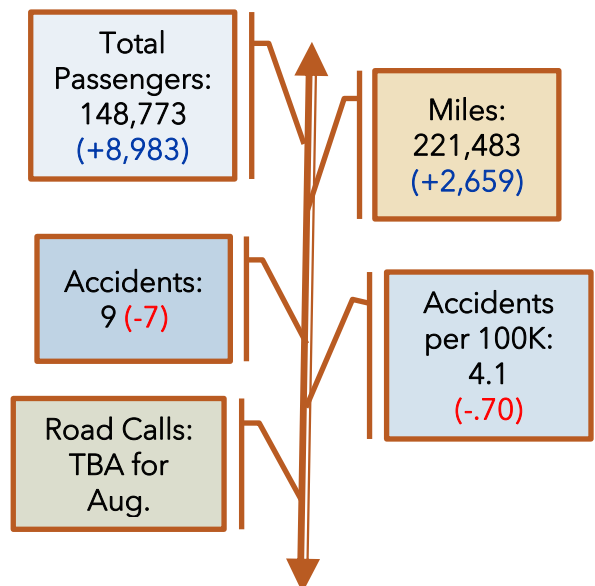 Total
Passengers:
148,773
(+8,983)
Miles:
221,483
(+2,659)
Accidents:
9 (-7)
Accidents
per 100K:
4.1
(-.70)
Road Calls:
TBA for
Aug.